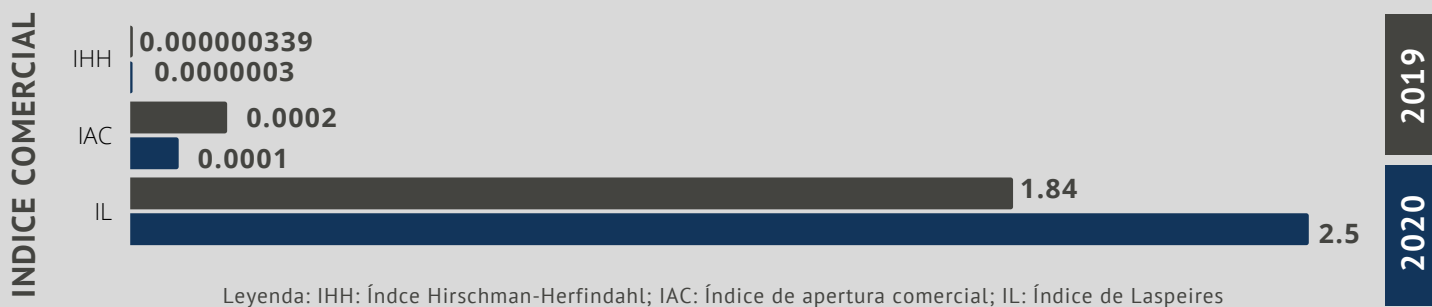 INDICE COMERCIAL
IHH
0.000000339
0.0000003
IAC
0.0002
0.0001
IL
1.84
2.5
2019
2020
Leyenda: IHH: Índce Hirschman-Herfindahl; IAC: Índice de apertura comercial; IL: Índice de Laspeires